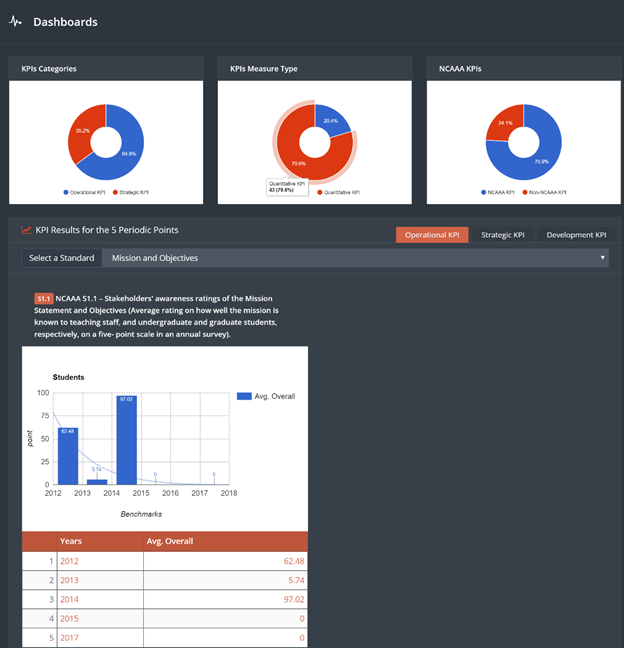 Dashboards
KPIs Categories
KPIs Measure Type
NCAAA KPIs
35.2%
64.8%
Operational KPI
Strategic KPI
20.4%
79.6%
Quantitative KPI
43 (79.6%)
Quantitative KPI
24.1%
75.9%
NCAAA KPI
Non-NCAAA KPI
KPI Results for the 5 Periodic Points
Operational KPI
Strategic KPI
Development KPI
Select a Standard
Mission and Objectives
S1.1 NCAAA S1.1 – Stakeholders' awareness ratings of the Mission
Statement and Objectives (Average rating on how well the mission is
known to teaching staff, and undergraduate and graduate students,
respectively, on a five- point scale in an annual survey).
Students
100
75
50
25
0
point
62.48
5.74
97.02
0
0
Avg. Overall
2012 2013 2014 2015 2016 2017 2018
Benchmarks
Years Avg. Overall
1 2012 62.48
2 2013 5.74
3 2014 97.02
4 2015 0
5 2017 0